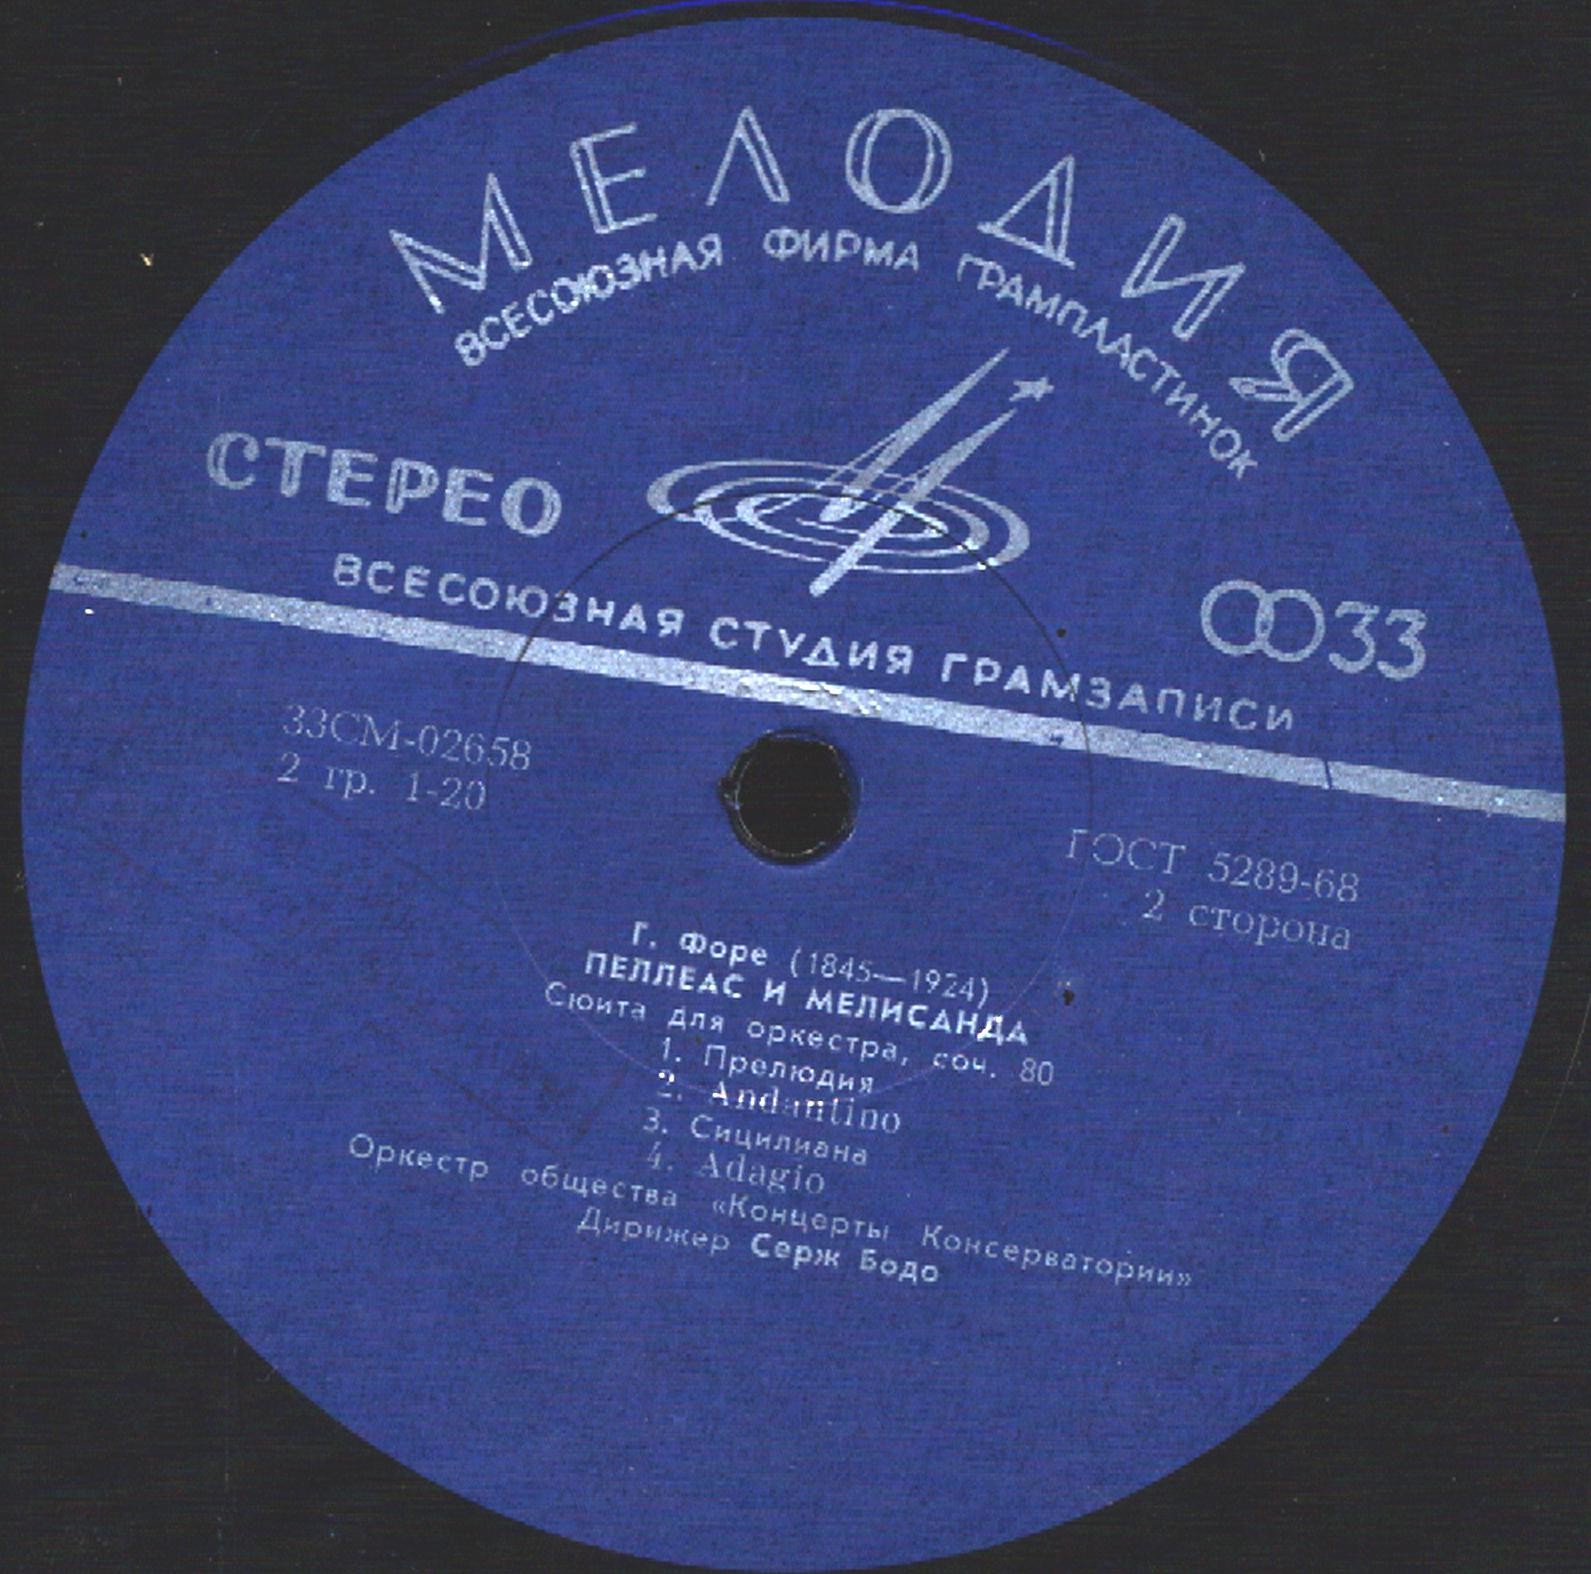 МЕЛОДИЯ
ВСЕСОЮЗНАЯ ФИРМА ГРАМПЛАСТИНОК
СТЕРЕО
33
ВСЕСОЮЗНАЯ СТУДИЯ ГРАМЗАПИСИ
33СМ-02658
2 гр. 1-20
ГОСТ 5289-68
2 сторона
Г. Форе (1845—1924)
ПЕЛЛЕАС И МЕЛИСАНДА
Сюита для оркестра, соч. 80
1. Прелюдия
2. Andantino
3. Сицилиана
4. Adagio
Оркестр общества «Концерты Консерватории»
Дирижер Серж Бодо